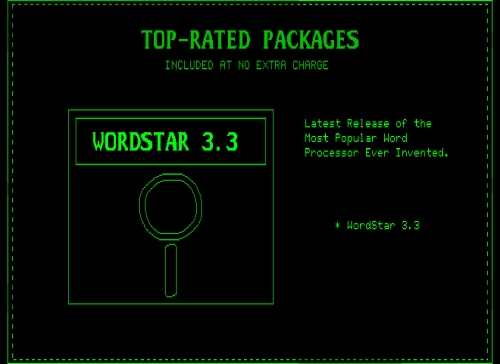 TOP-RATED PACKAGES
INCLUDED AT NO EXTRA CHARGE
WORDSTAR 3.3
Latest Release of the
Most Popular Word
Processor Ever Invented.
* WordStar 3.3